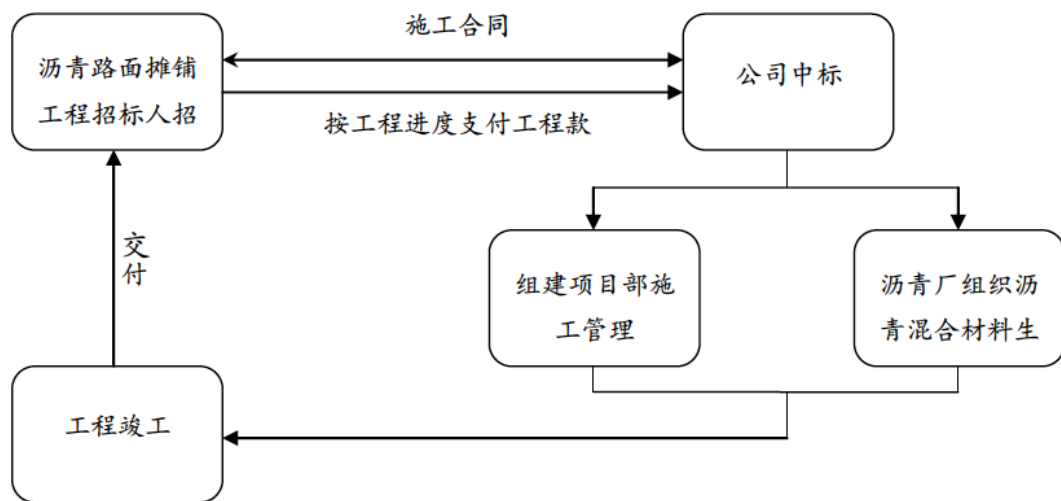 施工合同
沥青路面摊铺
工程招标人招
公司中标
按工程进度支付工程款
交
付
组建项目部施
工管理
沥青厂组织沥
青混合材料生
工程竣工